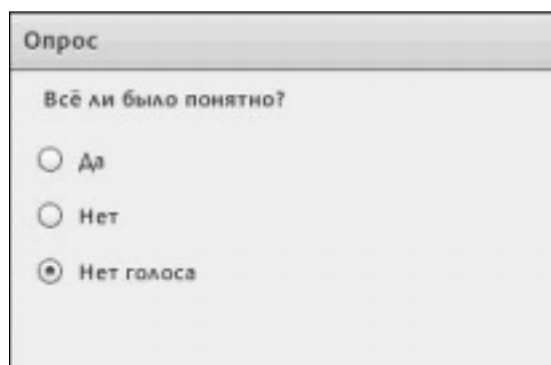 Опрос
Всё ли было понятно?
Да
Нет
Нет голоса